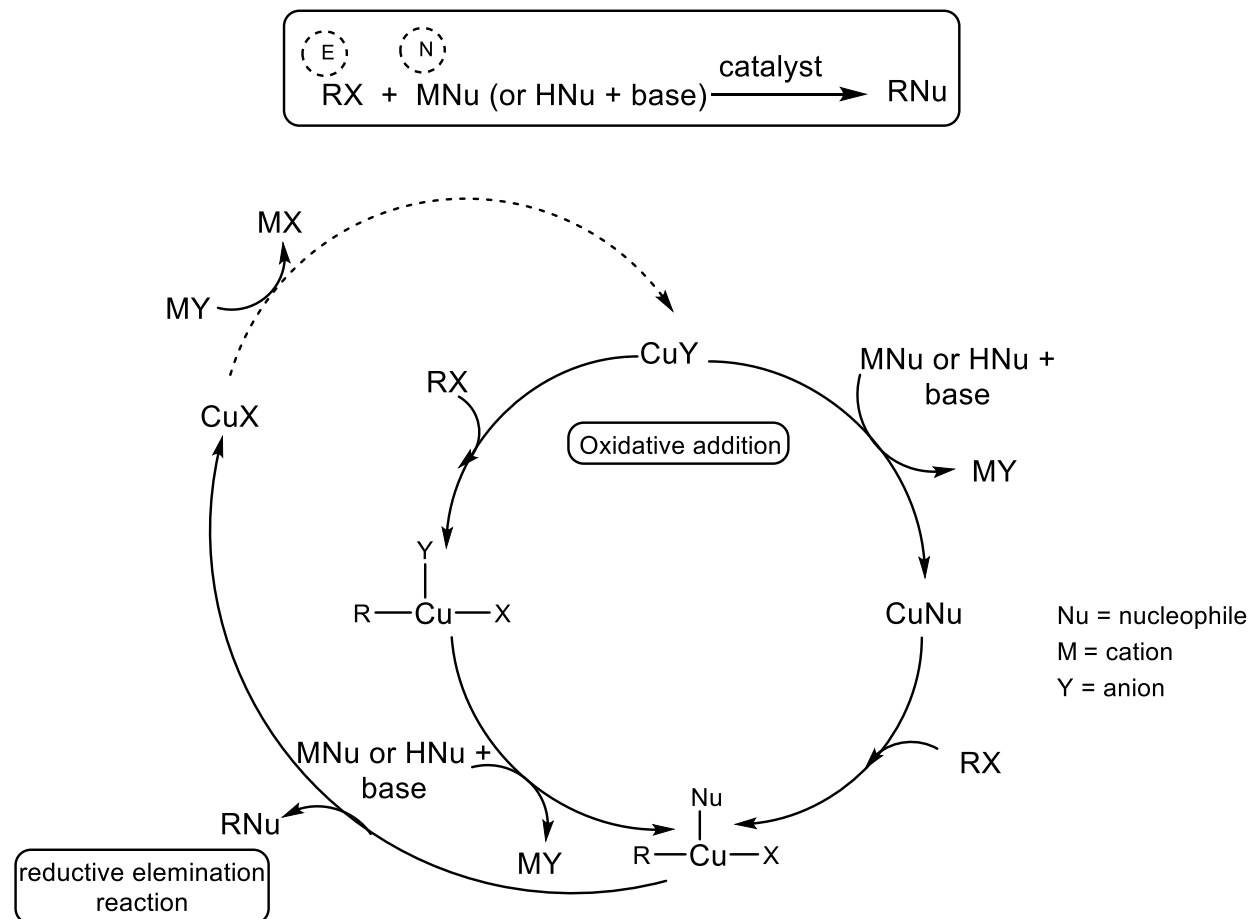 E
N
RX + MNu (or HNu + base)
catalyst
RNu
MX
MY
CuY
MNu or HNu +
base
RX
CuX
Oxidative addition
MY
Y
R Cu X
CuNu
Nu = nucleophile
M = cation
Y = anion
MNu or HNu +
base
RX
Nu
RNu
MY
R Cu X
reductive elemination
reaction